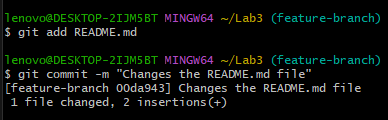 lenovo@DESKTOP-2IJM5BT MINGW64 ~/Lab3 (feature-branch)
$ git add README.md
lenovo@DESKTOP-2IJM5BT MINGW64 ~/Lab3 (feature-branch)
$ git commit -m "Changes the README.md file"
[feature-branch 00da943] Changes the README.md file
 1 file changed, 2 insertions(+)